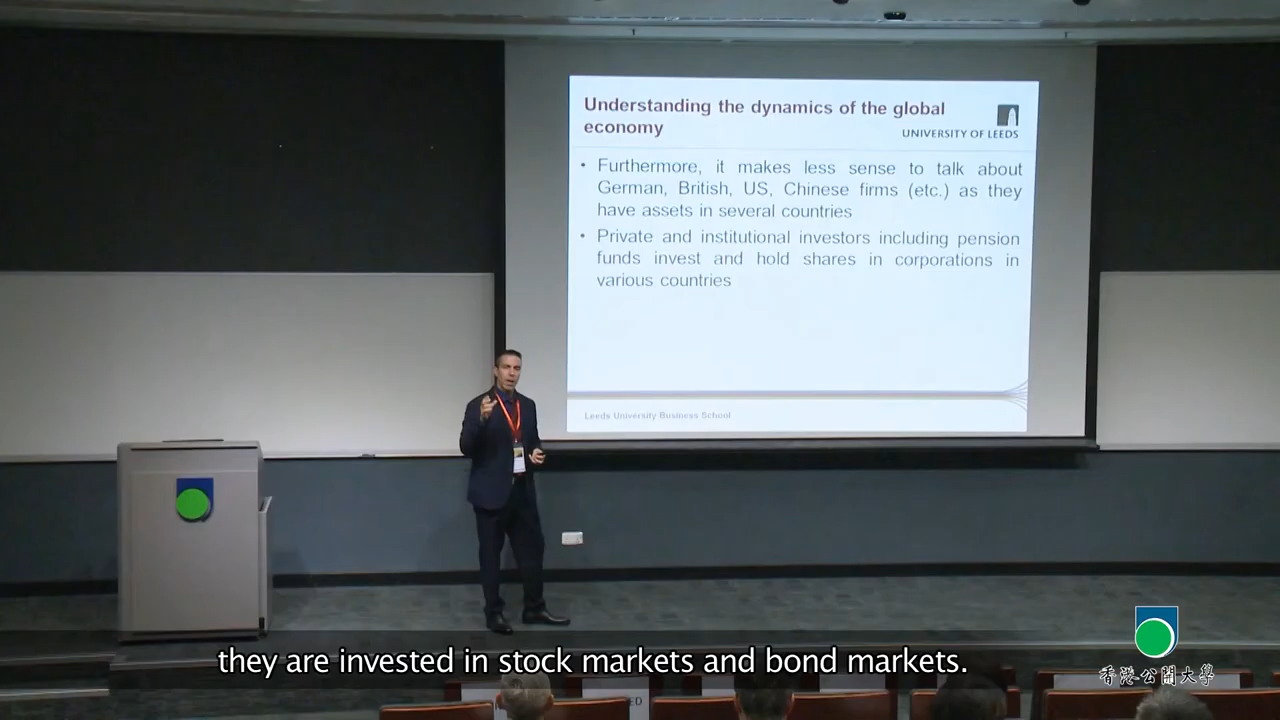 Understanding the dynamics of the global
economy
UNIVERSITY OF LEEDS
• Furthermore, it makes less sense to talk about
German, British, US, Chinese firms (etc.) as they
have assets in several countries
• Private and institutional investors including pension
funds invest and hold shares in corporations in
various countries
Leeds University Business School
they are invested in stock markets and bond markets.
香港公開大學